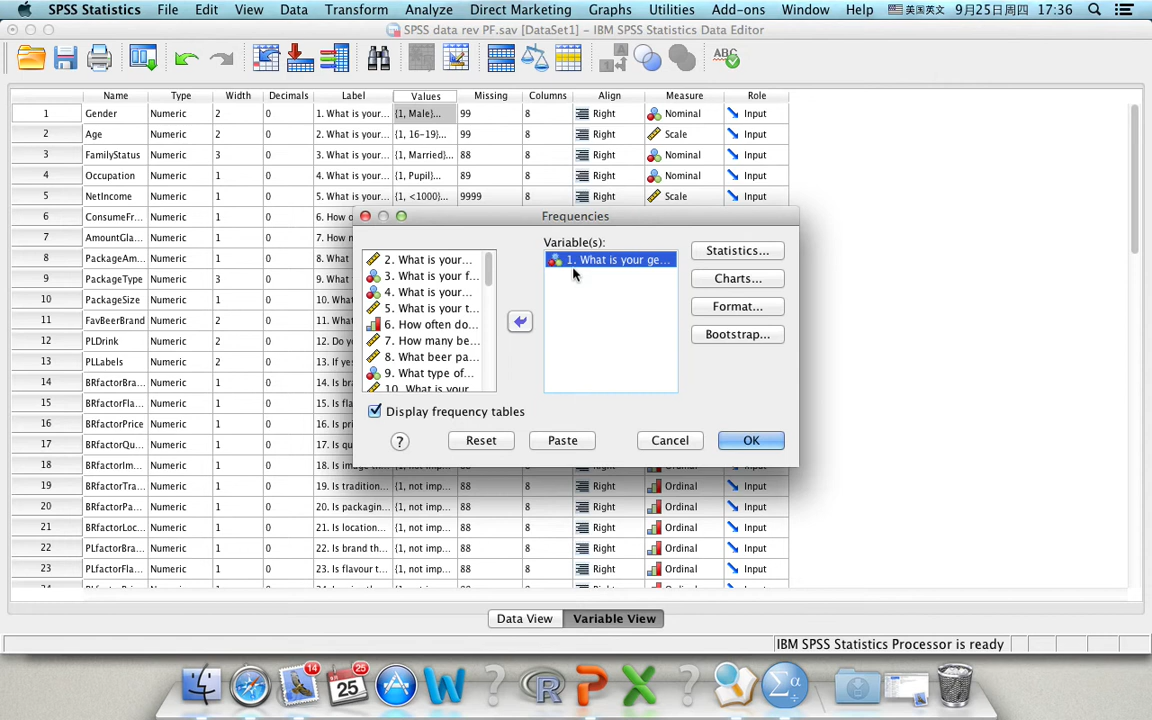 SPSS Statistics File Edit View Data Transform Analyze Direct Marketing Graphs Utilities Add-ons Window Help 美国英文 9月25日周四 17:36
SPSS data rev PF.sav [DataSet1] – IBM SPSS Statistics Data Editor
Name Type Width Decimals Label Values Missing Columns Align Measure Role
1 Gender Numeric 2 0 1. What is your... {1, Male}... 99 8 Right Nominal Input
2 Age Numeric 2 0 2. What is your... {1, 16-19}... 99 8 Right Scale Input
3 FamilyStatus Numeric 3 0 3. What is your... {1, Married}... 88 8 Right Nominal Input
4 Occupation Numeric 1 0 4. What is your... {1, Pupil}... 89 8 Right Nominal Input
5 NetIncome Numeric 1 0 5. What is your... {1, <1000}... 9999 8 Right Scale Input
6 ConsumeFr... Numeric 1 0 6. How o
7 AmountGla... Numeric 1 0 7. How m
8 PackageAm... Numeric 1 0 8. What
9 PackageType Numeric 3 0 9. What
10 PackageSize Numeric 1 0 10. What
11 FavBeerBrand Numeric 2 0 11. What
12 PLDrink Numeric 2 0 12. Do y
13 PLLabels Numeric 2 0 13. If yes
14 BRfactorBra... Numeric 1 0 14. Is br
15 BRfactorFla... Numeric 1 0 15. Is fla
16 BRfactorPrice Numeric 1 0 16. Is pri
17 BRfactorQu... Numeric 1 0 17. Is qu
18 BRfactorIm... Numeric 1 0 18. Is image th... {1, not imp... 88 8 Right Ordinal Input
19 BRfactorTra... Numeric 1 0 19. Is tradition... {1, not imp... 88 8 Right Ordinal Input
20 BRfactorPa... Numeric 1 0 20. Is packagin... {1, not imp... 88 8 Right Ordinal Input
21 BRfactorLoc... Numeric 1 0 21. Is location... {1, not imp... 88 8 Right Ordinal Input
22 PLfactorBra... Numeric 1 0 22. Is brand th... {1, not imp... 88 8 Right Ordinal Input
23 PLfactorFla... Numeric 1 0 23. Is flavour t... {1, not imp... 88 8 Right Ordinal Input
Frequencies
Variable(s):
2. What is your...
3. What is your f...
4. What is your...
5. What is your t...
6. How often do...
7. How many be...
8. What beer pa...
9. What type of...
10. What is your
1. What is your ge...
Statistics...
Charts...
Format...
Bootstrap...
Display frequency tables
? Reset Paste Cancel OK
Data View Variable View
IBM SPSS Statistics Processor is ready
14 25 25